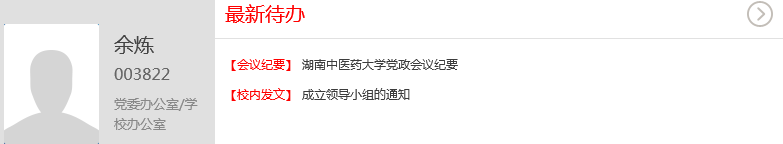 余炼
003822
党委办公室/学
校办公室
最新待办
【会议纪要】 湖南中医药大学党政会议纪要
【校内发文】 成立领导小组的通知